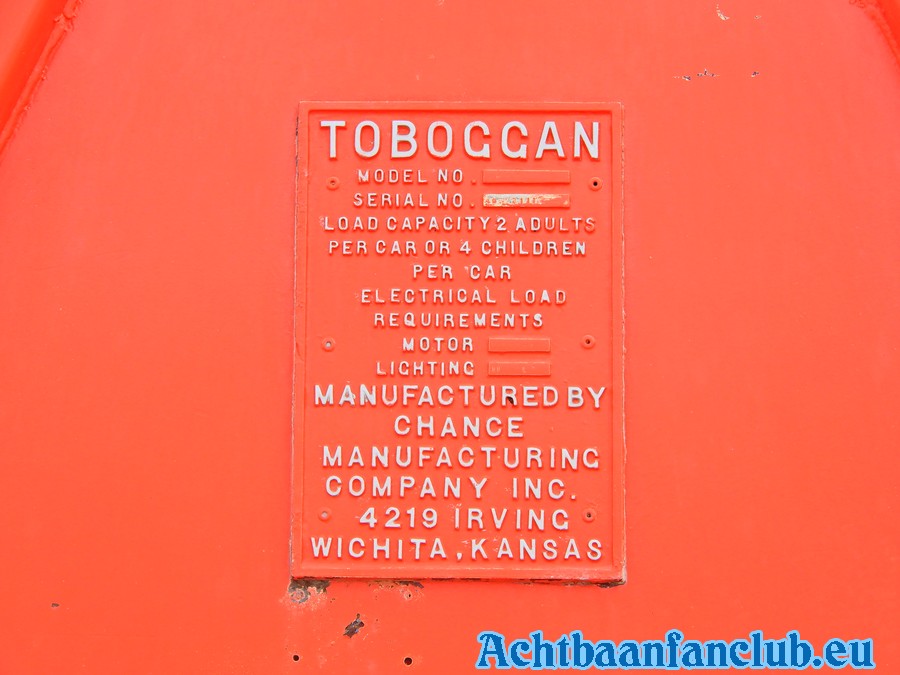 TOBOGGAN
MODEL NO.
SERIAL NO.
LOAD CAPACITY 2 ADULTS
PER CAR OR 4 CHILDREN
PER CAR
ELECTRICAL LOAD
REQUIREMENTS
MOTOR
LIGHTING
MANUFACTURED BY
CHANCE
MANUFACTURING
COMPANY INC.
4219 IRVING
WICHITA, KANSAS
Achtbaanfanclub.eu